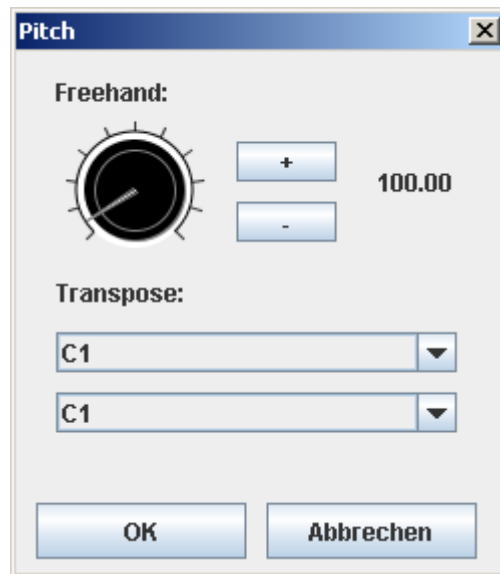 Pitch
Freehand:
+
100.00
-
Transpose:
C1
C1
OK Abbrechen